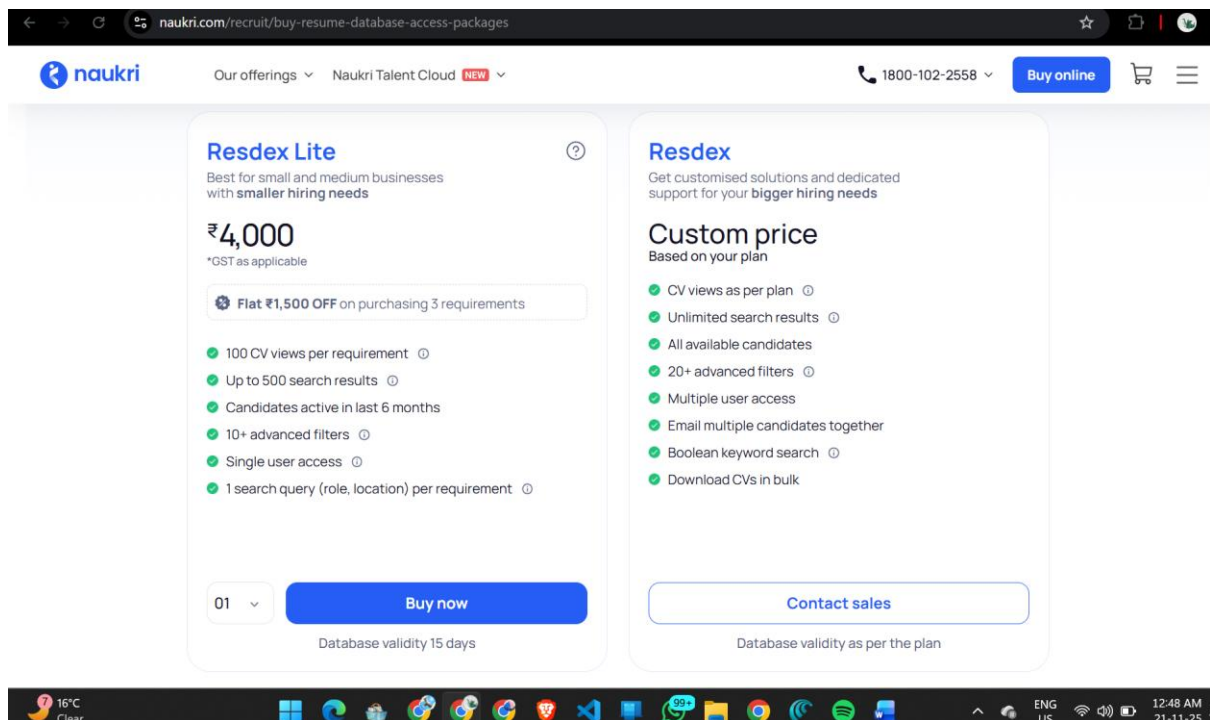 naukri.com/recruit/buy-resume-database-access-packages
naukri
Our offerings
Naukri Talent Cloud NEW
1800-102-2558
Buy online
Resdex Lite
Best for small and medium businesses
with smaller hiring needs
₹4,000
*GST as applicable
Flat ₹1,500 OFF on purchasing 3 requirements
100 CV views per requirement
Up to 500 search results
Candidates active in last 6 months
10+ advanced filters
Single user access
1 search query (role, location) per requirement
01
Buy now
Database validity 15 days
Resdex
Get customised solutions and dedicated
support for your bigger hiring needs
Custom price
Based on your plan
CV views as per plan
Unlimited search results
All available candidates
20+ advanced filters
Multiple user access
Email multiple candidates together
Boolean keyword search
Download CVs in bulk
Contact sales
Database validity as per the plan
7
16°C
Clear
99+
ENG
US
12:48 AM
21-11-25